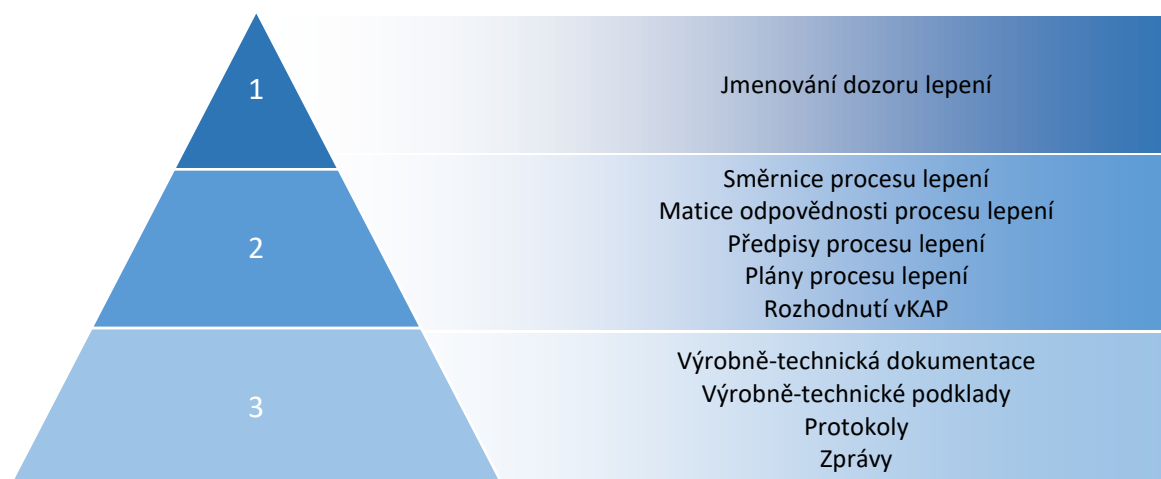 1
Jmenování dozoru lepení
2
Směrnice procesu lepení
Matice odpovědnosti procesu lepení
Předpisy procesu lepení
Plány procesu lepení
Rozhodnutí vKAP
3
Výrobně-technická dokumentace
Výrobně-technické podklady
Protokoly
Zprávy